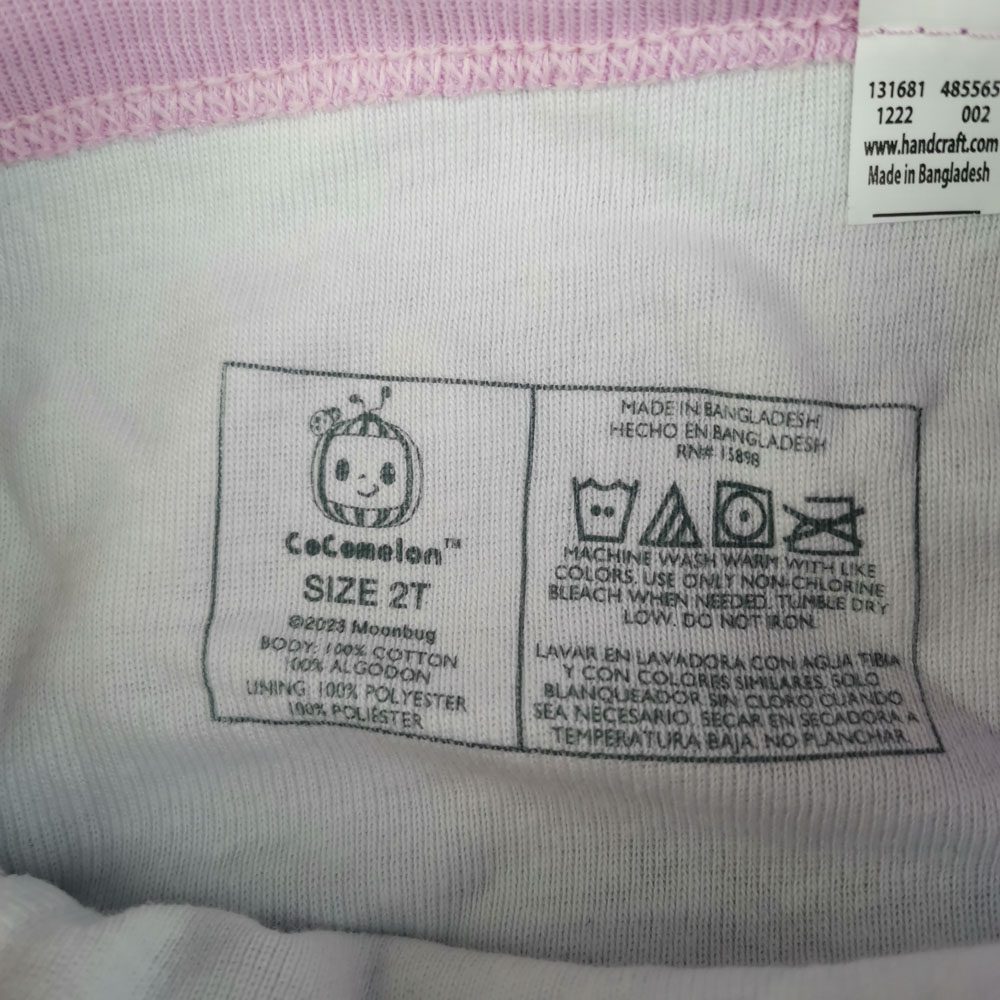 131681 485565
1222 002
www.handcraft.com
Made in Bangladesh
CoComelon™
SIZE 2T
©2023 Moonbug
BODY: 100% COTTON
100% ALGODON
LINING: 100% POLYESTER
100% POLIÉSTER
MADE IN BANGLADESH
HECHO EN BANGLADESH
RN# 15898
MACHINE WASH WARM WITH LIKE
COLORS. USE ONLY NON-CHLORINE
BLEACH WHEN NEEDED. TUMBLE DRY
LOW. DO NOT IRON.
LAVAR EN LAVADORA CON AGUA TIBIA
Y CON COLORES SIMILARES. SOLO
BLANQUEADOR SIN CLORO CUANDO
SEA NECESARIO. SECAR EN SECADORA A
TEMPERATURA BAJA. NO PLANCHAR.